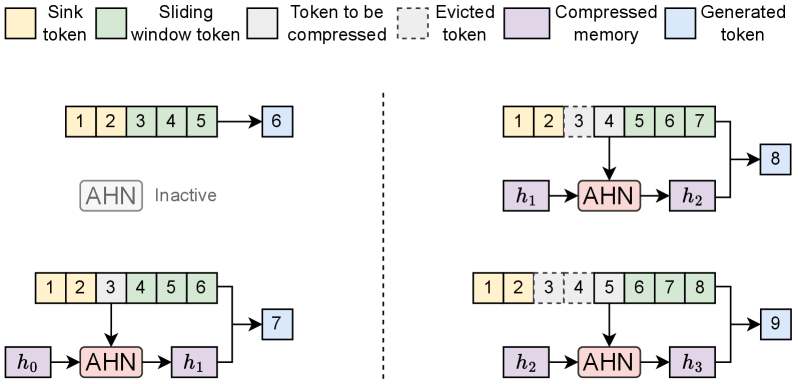 Sink token
Sliding window token
Token to be compressed
Evicted token
Compressed memory
Generated token
1 2 3 4 5 6
AHN Inactive
1 2 3 4 5 6 7
h₀ AHN h₁
1 2 3 4 5 6 7 8
h₁ AHN h₂
1 2 3 4 5 6 7 8 9
h₂ AHN h₃